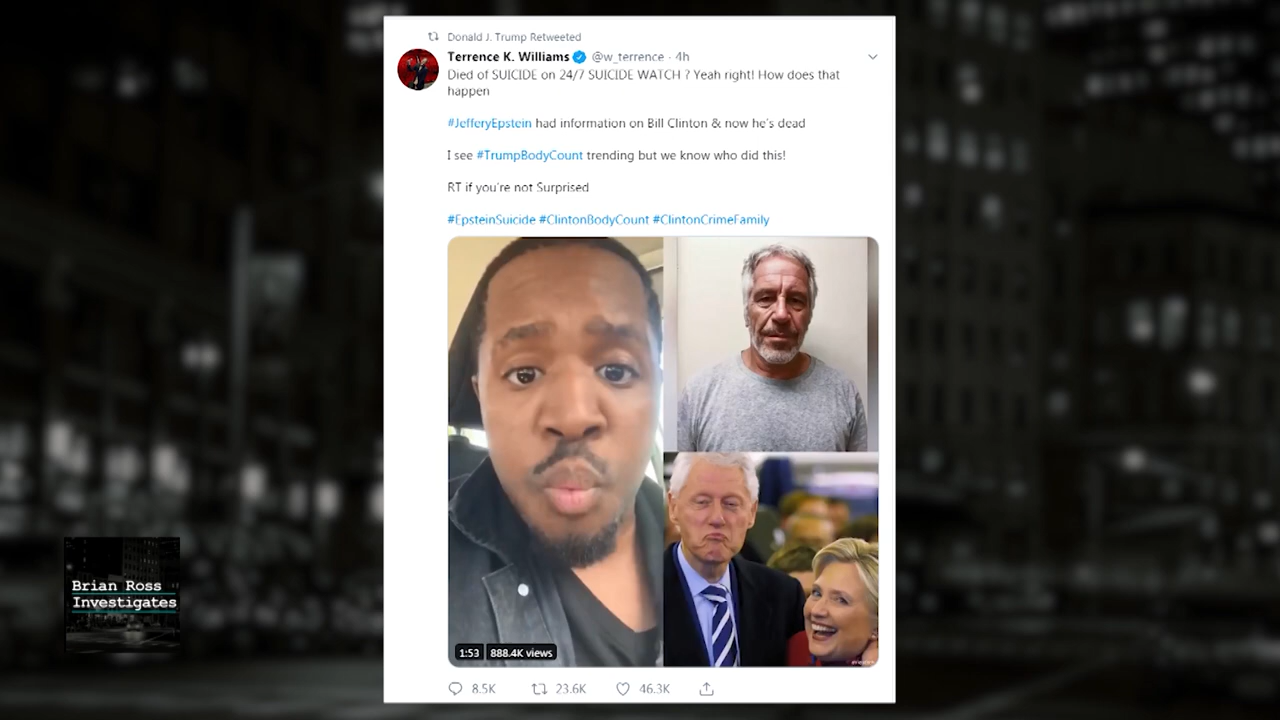 Donald J. Trump Retweeted
Terrence K. Williams @w_terrence · 4h
Died of SUICIDE on 24/7 SUICIDE WATCH ? Yeah right! How does that
happen
#JefferyEpstein had information on Bill Clinton & now he's dead
I see #TrumpBodyCount trending but we know who did this!
RT if you're not Surprised
#EpsteinSuicide #ClintonBodyCount #ClintonCrimeFamily
1:53 888.4K views
8.5K 23.6K 46.3K
Brian Ross
Investigates